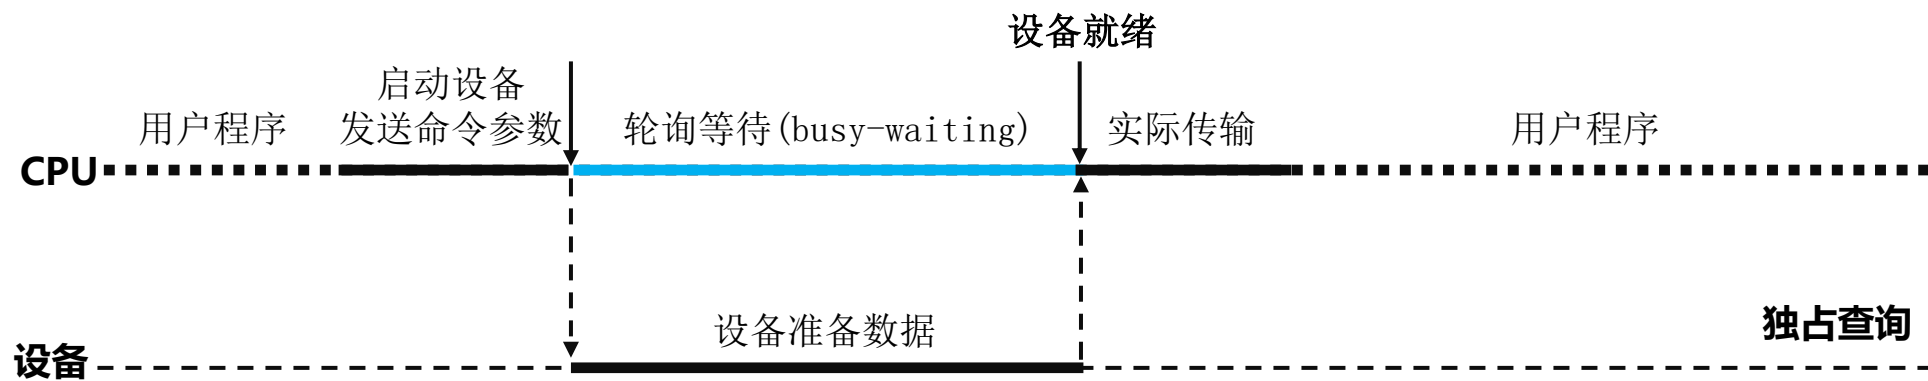 设备就绪
启动设备
用户程序
发送命令参数
轮询等待(busy-waiting)
实际传输
用户程序
CPU
设备准备数据
独占查询
设备